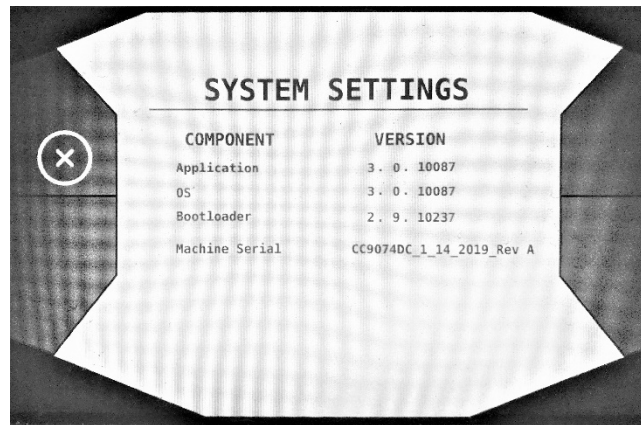 SYSTEM SETTINGS
COMPONENT VERSION
Application 3. 0. 10087
OS 3. 0. 10087
Bootloader 2. 9. 10237
Machine Serial CC9074DC_1_14_2019_Rev A